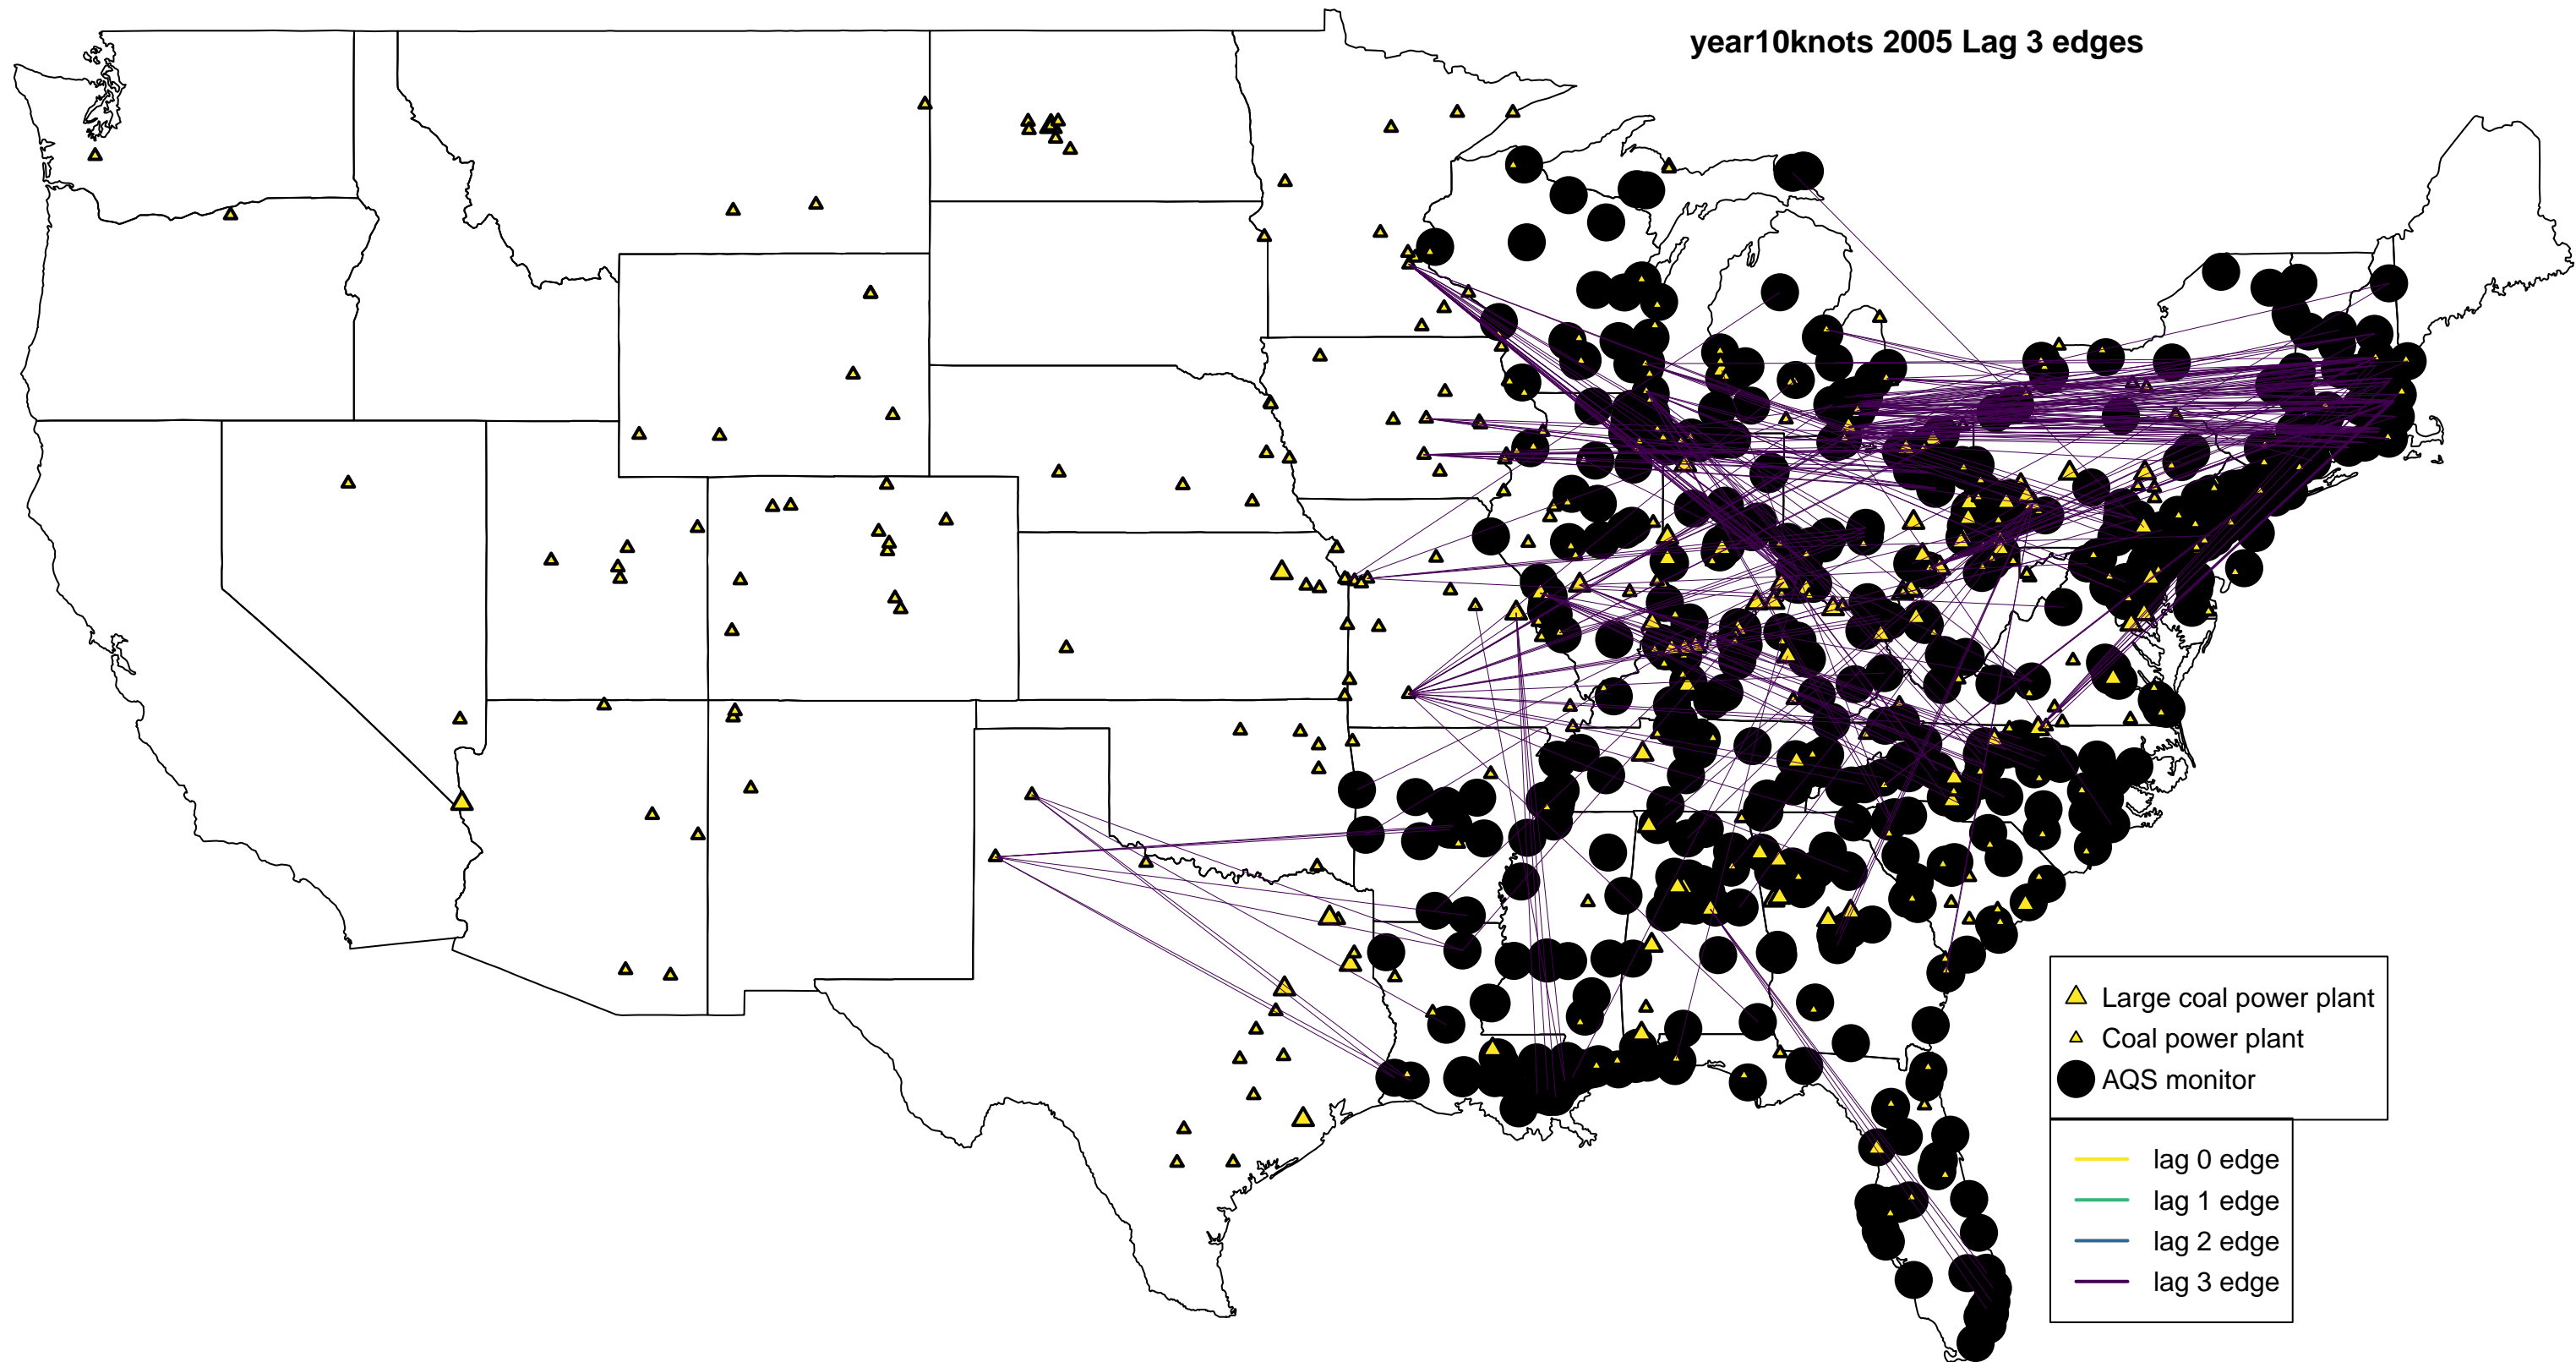 year10knots 2005 Lag 3 edges
Large coal power plant
Coal power plant
AQS monitor
lag 0 edge
lag 1 edge
lag 2 edge
lag 3 edge